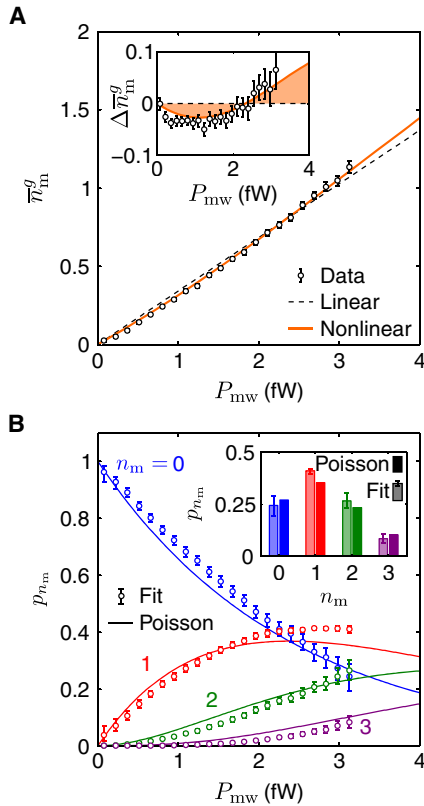 A
2
1.5
1
0.5
0
n̄ᵍₘ
0.1
0
−0.1
Δn̄ᵍₘ
0 2 4
Pmw (fW)
Data
Linear
Nonlinear
0 1 2 3 4
Pmw (fW)
B
1
0.8
0.6
0.4
0.2
0
pnm
nm = 0
1
2
3
0.5
0.25
0
pnm
Poisson
Fit
0 1 2 3
nm
Fit
Poisson
0 1 2 3 4
Pmw (fW)